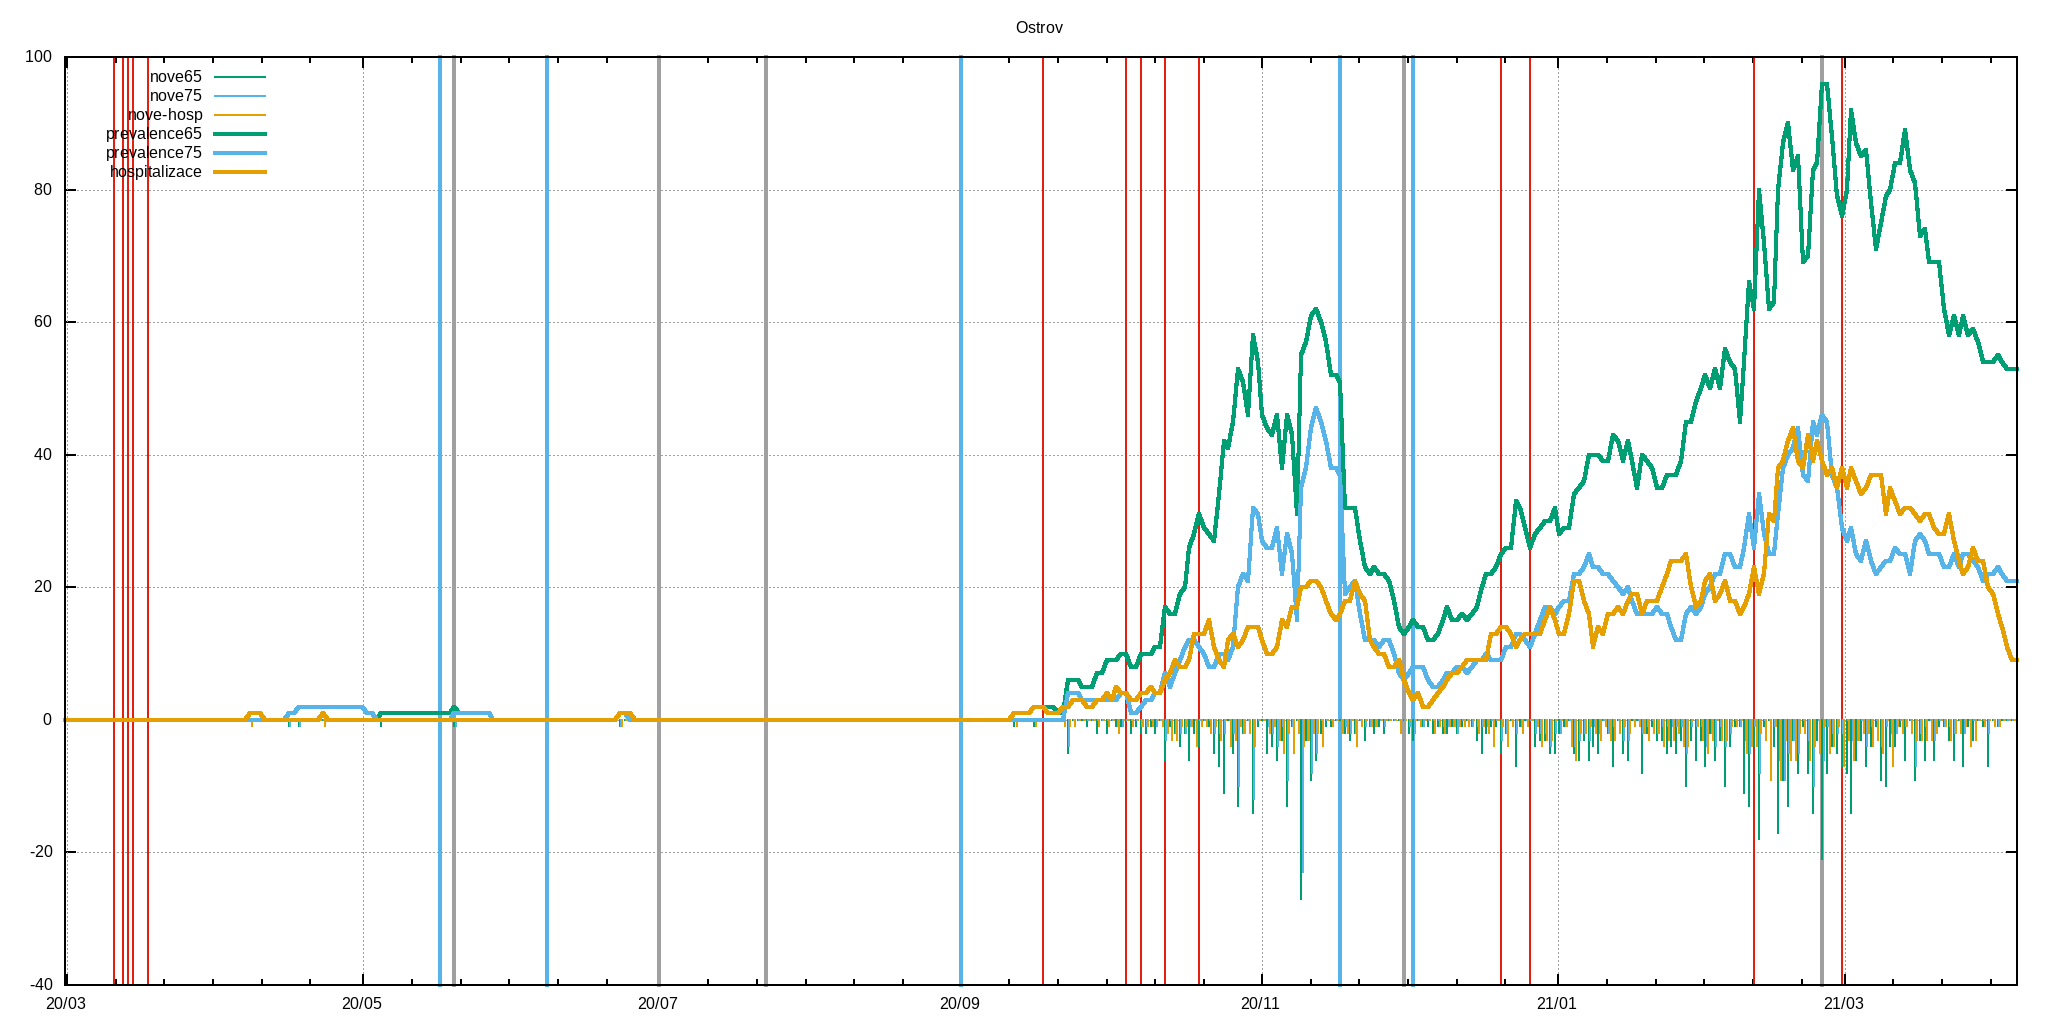 Ostrov
100
80
60
40
20
0
-20
-40
nove65
nove75
nove-hosp
prevalence65
prevalence75
hospitalizace
20/03 20/05 20/07 20/09 20/11 21/01 21/03